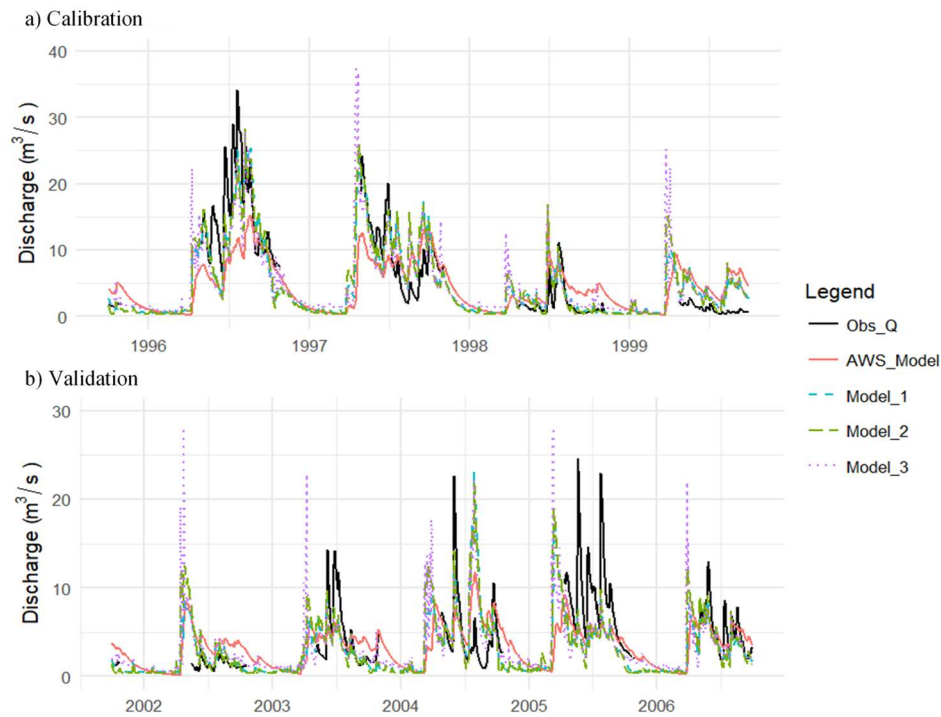 a) Calibration
40
30
20
10
0
Discharge (m³/ s )
1996
1997
1998
1999
b) Validation
30
20
10
0
Discharge (m³/ s )
2002
2003
2004
2005
2006
Legend
Obs_Q
AWS_Model
Model_1
Model_2
Model_3